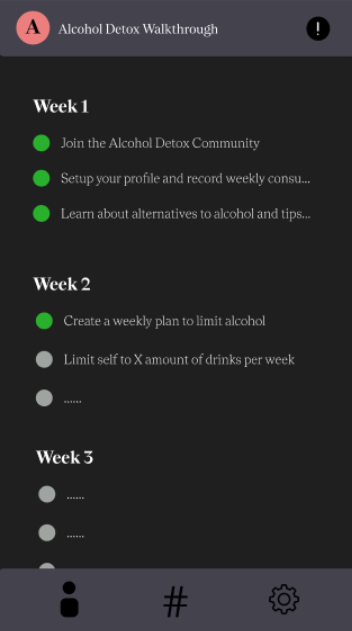 A Alcohol Detox Walkthrough !
Week 1
Join the Alcohol Detox Community
Setup your profile and record weekly consu...
Learn about alternatives to alcohol and tips...
Week 2
Create a weekly plan to limit alcohol
Limit self to X amount of drinks per week
......
Week 3
......
......
#